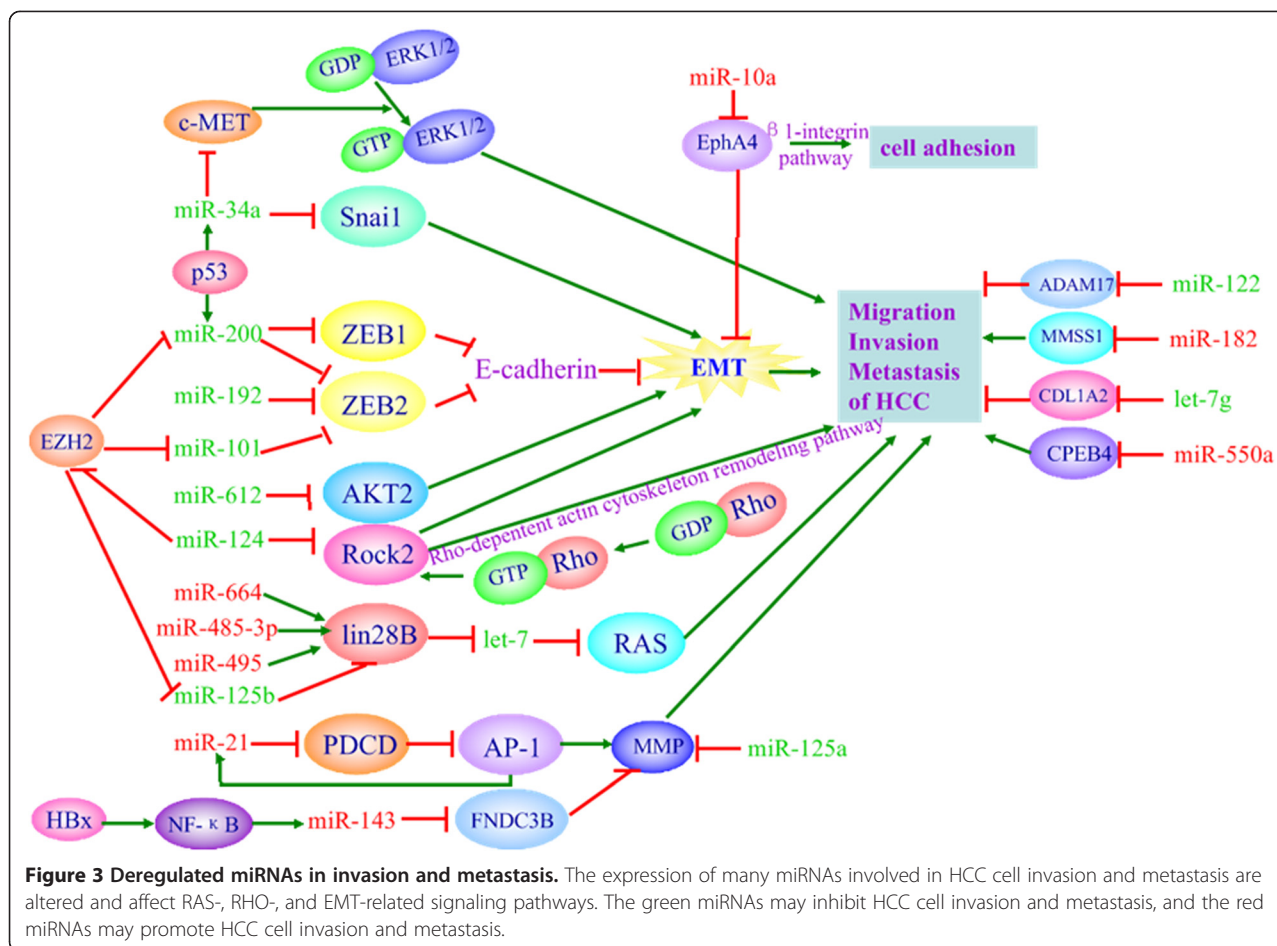 GDP
ERK1/2
miR-10a
c-MET
GTP
ERK1/2
EphA4
β 1-integrin
pathway
cell adhesion
miR-34a
Snai1
p53
miR-200
ZEB1
E-cadherin
EMT
miR-192
ZEB2
EZH2
miR-101
miR-612
AKT2
miR-124
Rock2
Rho-depentent actin cytoskeleton remodeling pathway
GDP
Rho
GTP
Rho
Migration
Invasion
Metastasis
of HCC
ADAM17
miR-122
MMSS1
miR-182
CDL1A2
let-7g
CPEB4
miR-550a
miR-664
miR-485-3p
lin28B
let-7
RAS
miR-495
miR-125b
miR-21
PDCD
AP-1
MMP
miR-125a
HBx
NF-κB
miR-143
FNDC3B
Figure 3 Deregulated miRNAs in invasion and metastasis. The expression of many miRNAs involved in HCC cell invasion and metastasis are
altered and affect RAS-, RHO-, and EMT-related signaling pathways. The green miRNAs may inhibit HCC cell invasion and metastasis, and the red
miRNAs may promote HCC cell invasion and metastasis.